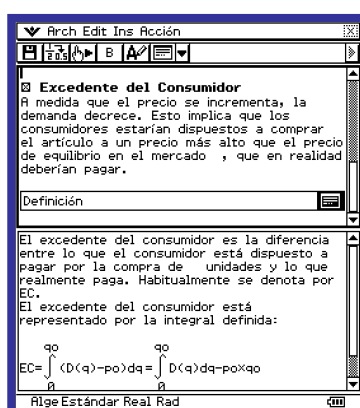 Arch Edit Ins Acción
B
Excedente del Consumidor
A medida que el precio se incrementa, la
demanda decrece. Esto implica que los
consumidores estarían dispuestos a comprar
el artículo a un precio más alto que el precio
de equilibrio en el mercado , que en realidad
deberían pagar.
Definición
El excedente del consumidor es la diferencia
entre lo que el consumidor está dispuesto a
pagar por la compra de unidades y lo que
realmente paga. Habitualmente se denota por
EC.
El excedente del consumidor está
representado por la integral definida:
qo qo
EC=∫(D(q)-po)dq=∫D(q)dq-po×qo
0 0
Alge Estándar Real Rad